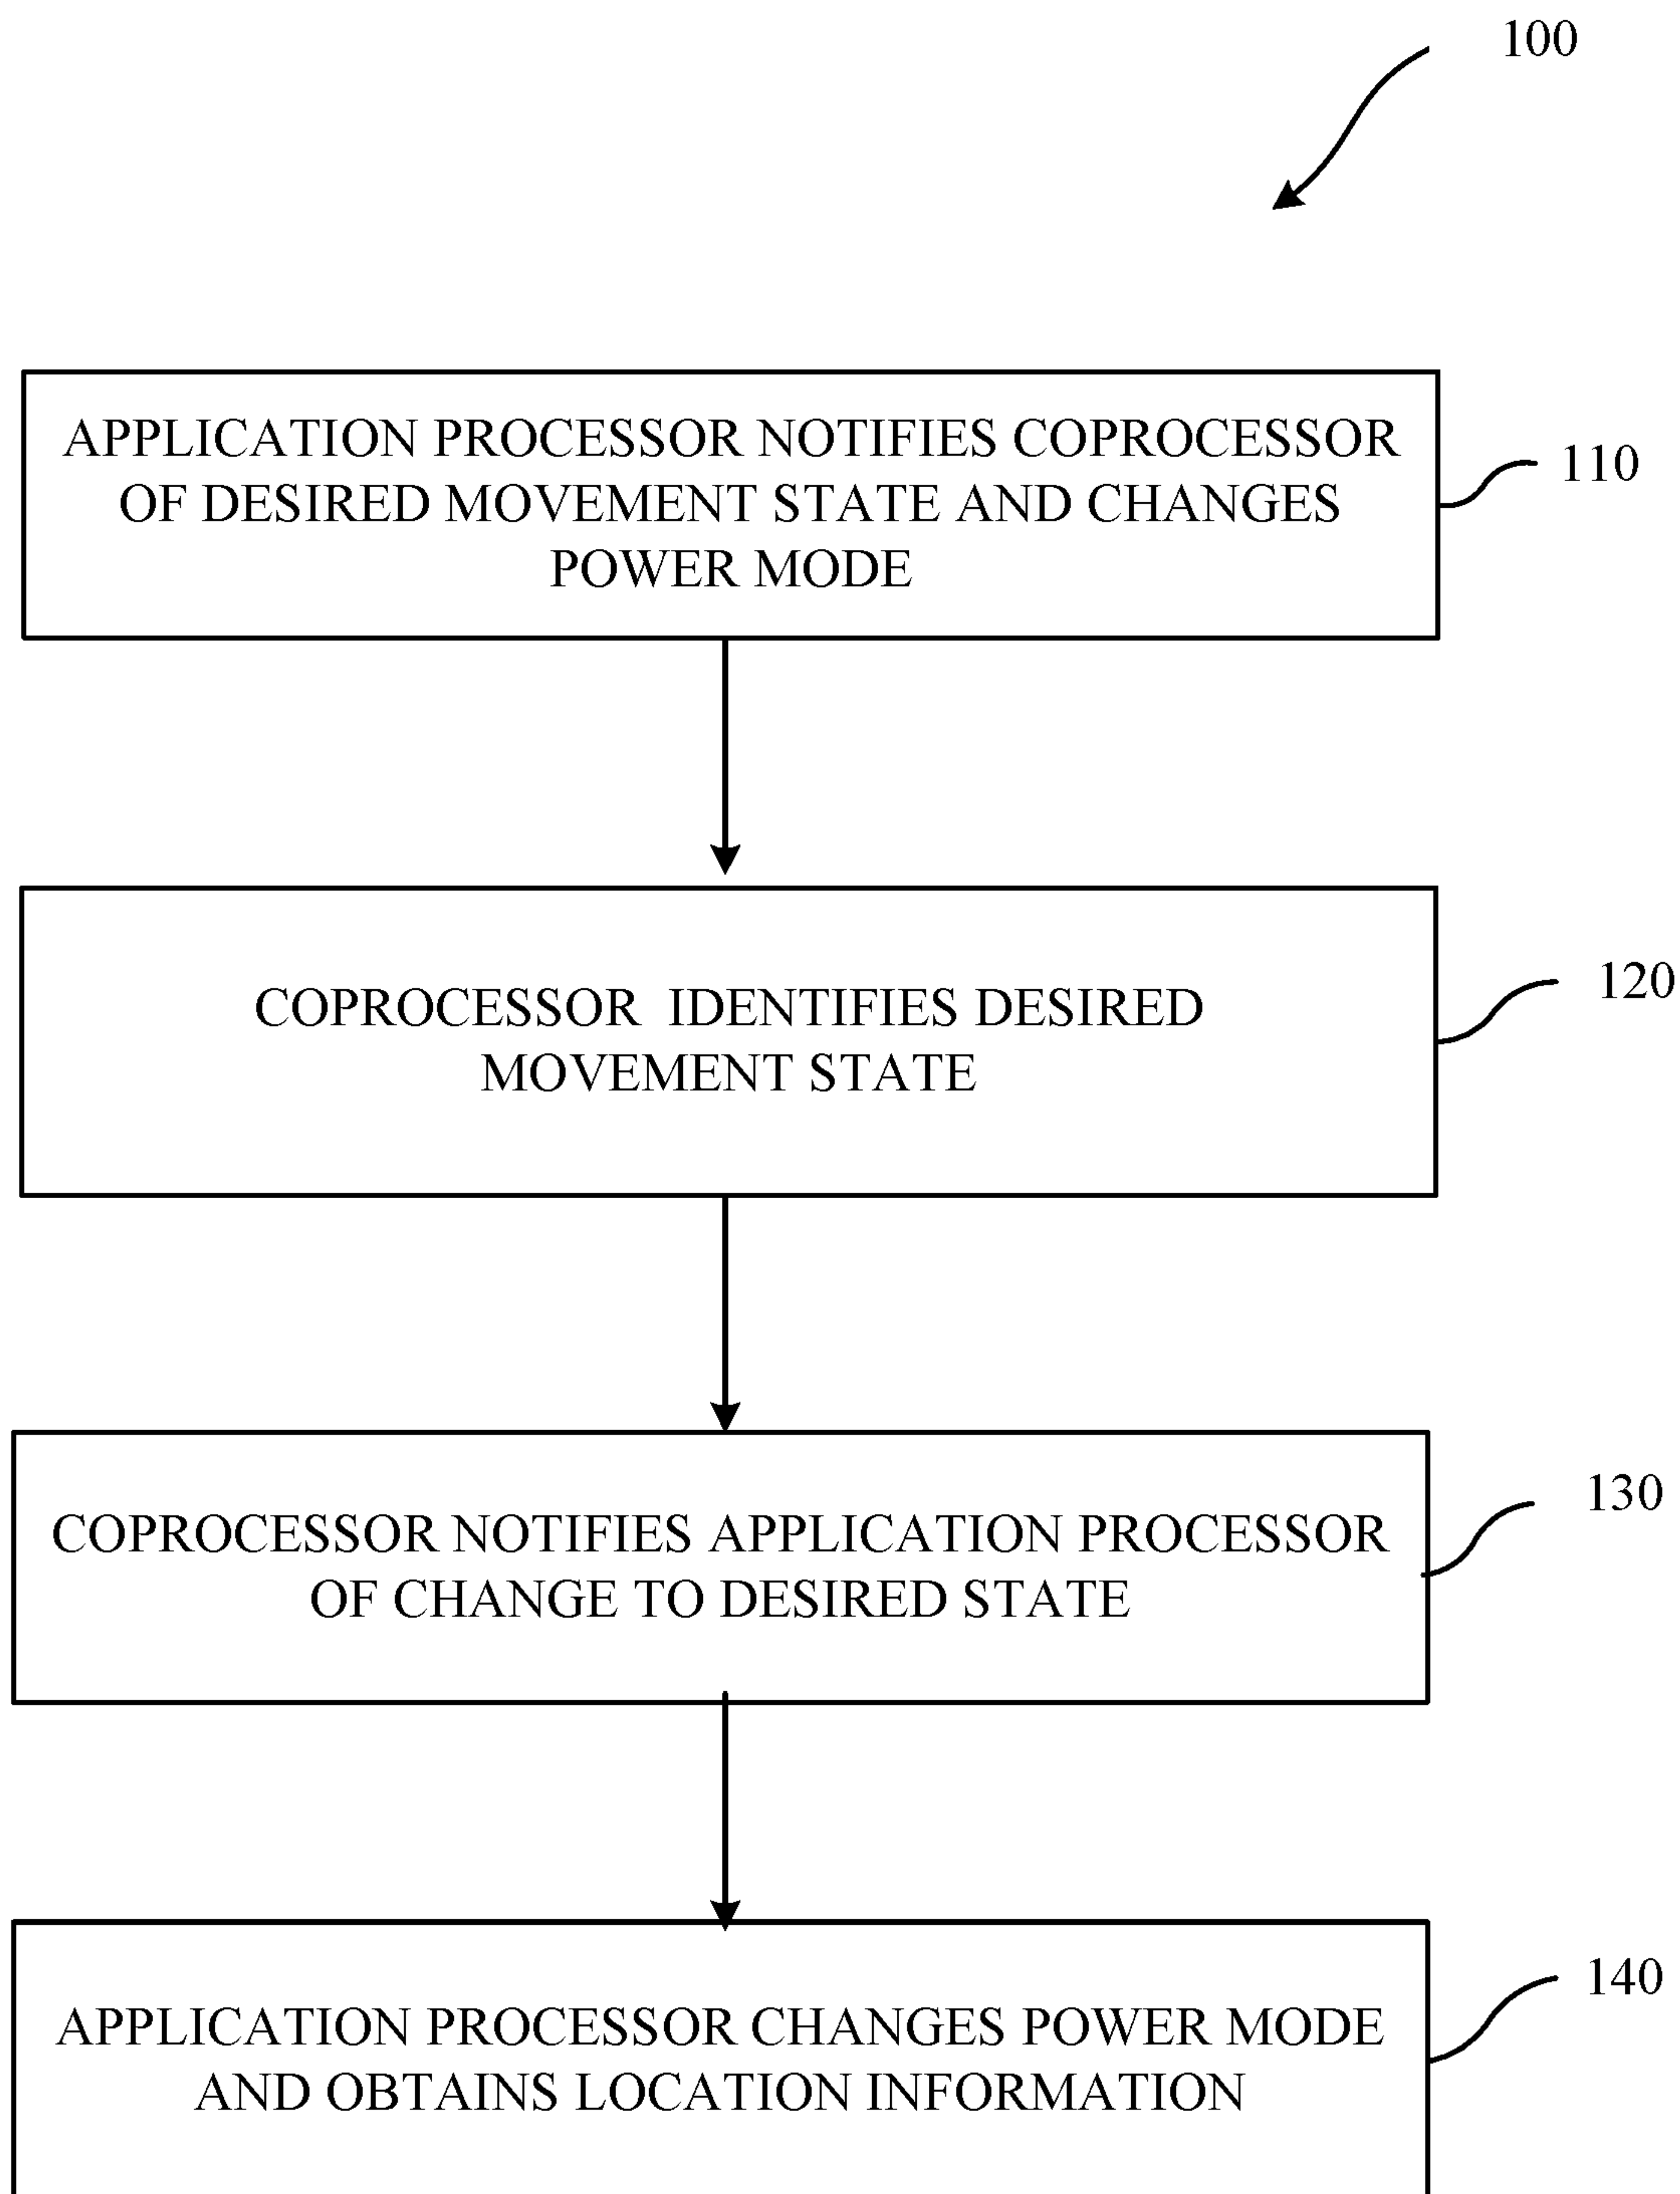 100
APPLICATION PROCESSOR NOTIFIES COPROCESSOR
OF DESIRED MOVEMENT STATE AND CHANGES
POWER MODE
110
COPROCESSOR IDENTIFIES DESIRED
MOVEMENT STATE
120
COPROCESSOR NOTIFIES APPLICATION PROCESSOR
OF CHANGE TO DESIRED STATE
130
APPLICATION PROCESSOR CHANGES POWER MODE
AND OBTAINS LOCATION INFORMATION
140